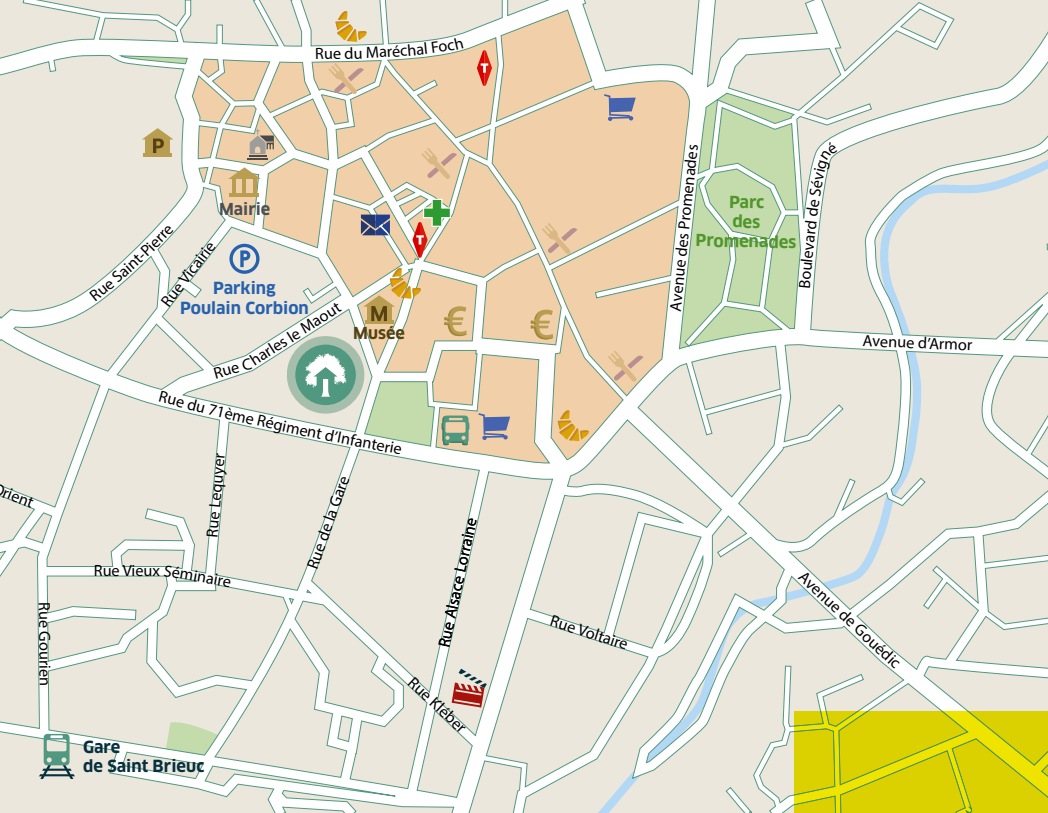 Rue du Maréchal Foch
T
P
Mairie
T
Parc
des
Promenades
Avenue des Promenades
Boulevard de Sévigné
Rue Saint-Pierre
Rue Vicairie
P
Parking
Poulain Corbion
M
Musée
€
€
Rue Charles le Maout
Avenue d'Armor
Rue du 71ème Régiment d'Infanterie
Orient
Rue Lequyer
Rue de la Gare
Rue Alsace Lorraine
Rue Vieux Séminaire
Rue Gourien
Rue Voltaire
Avenue de Gouédic
Rue Kléber
Gare
de Saint Brieuc